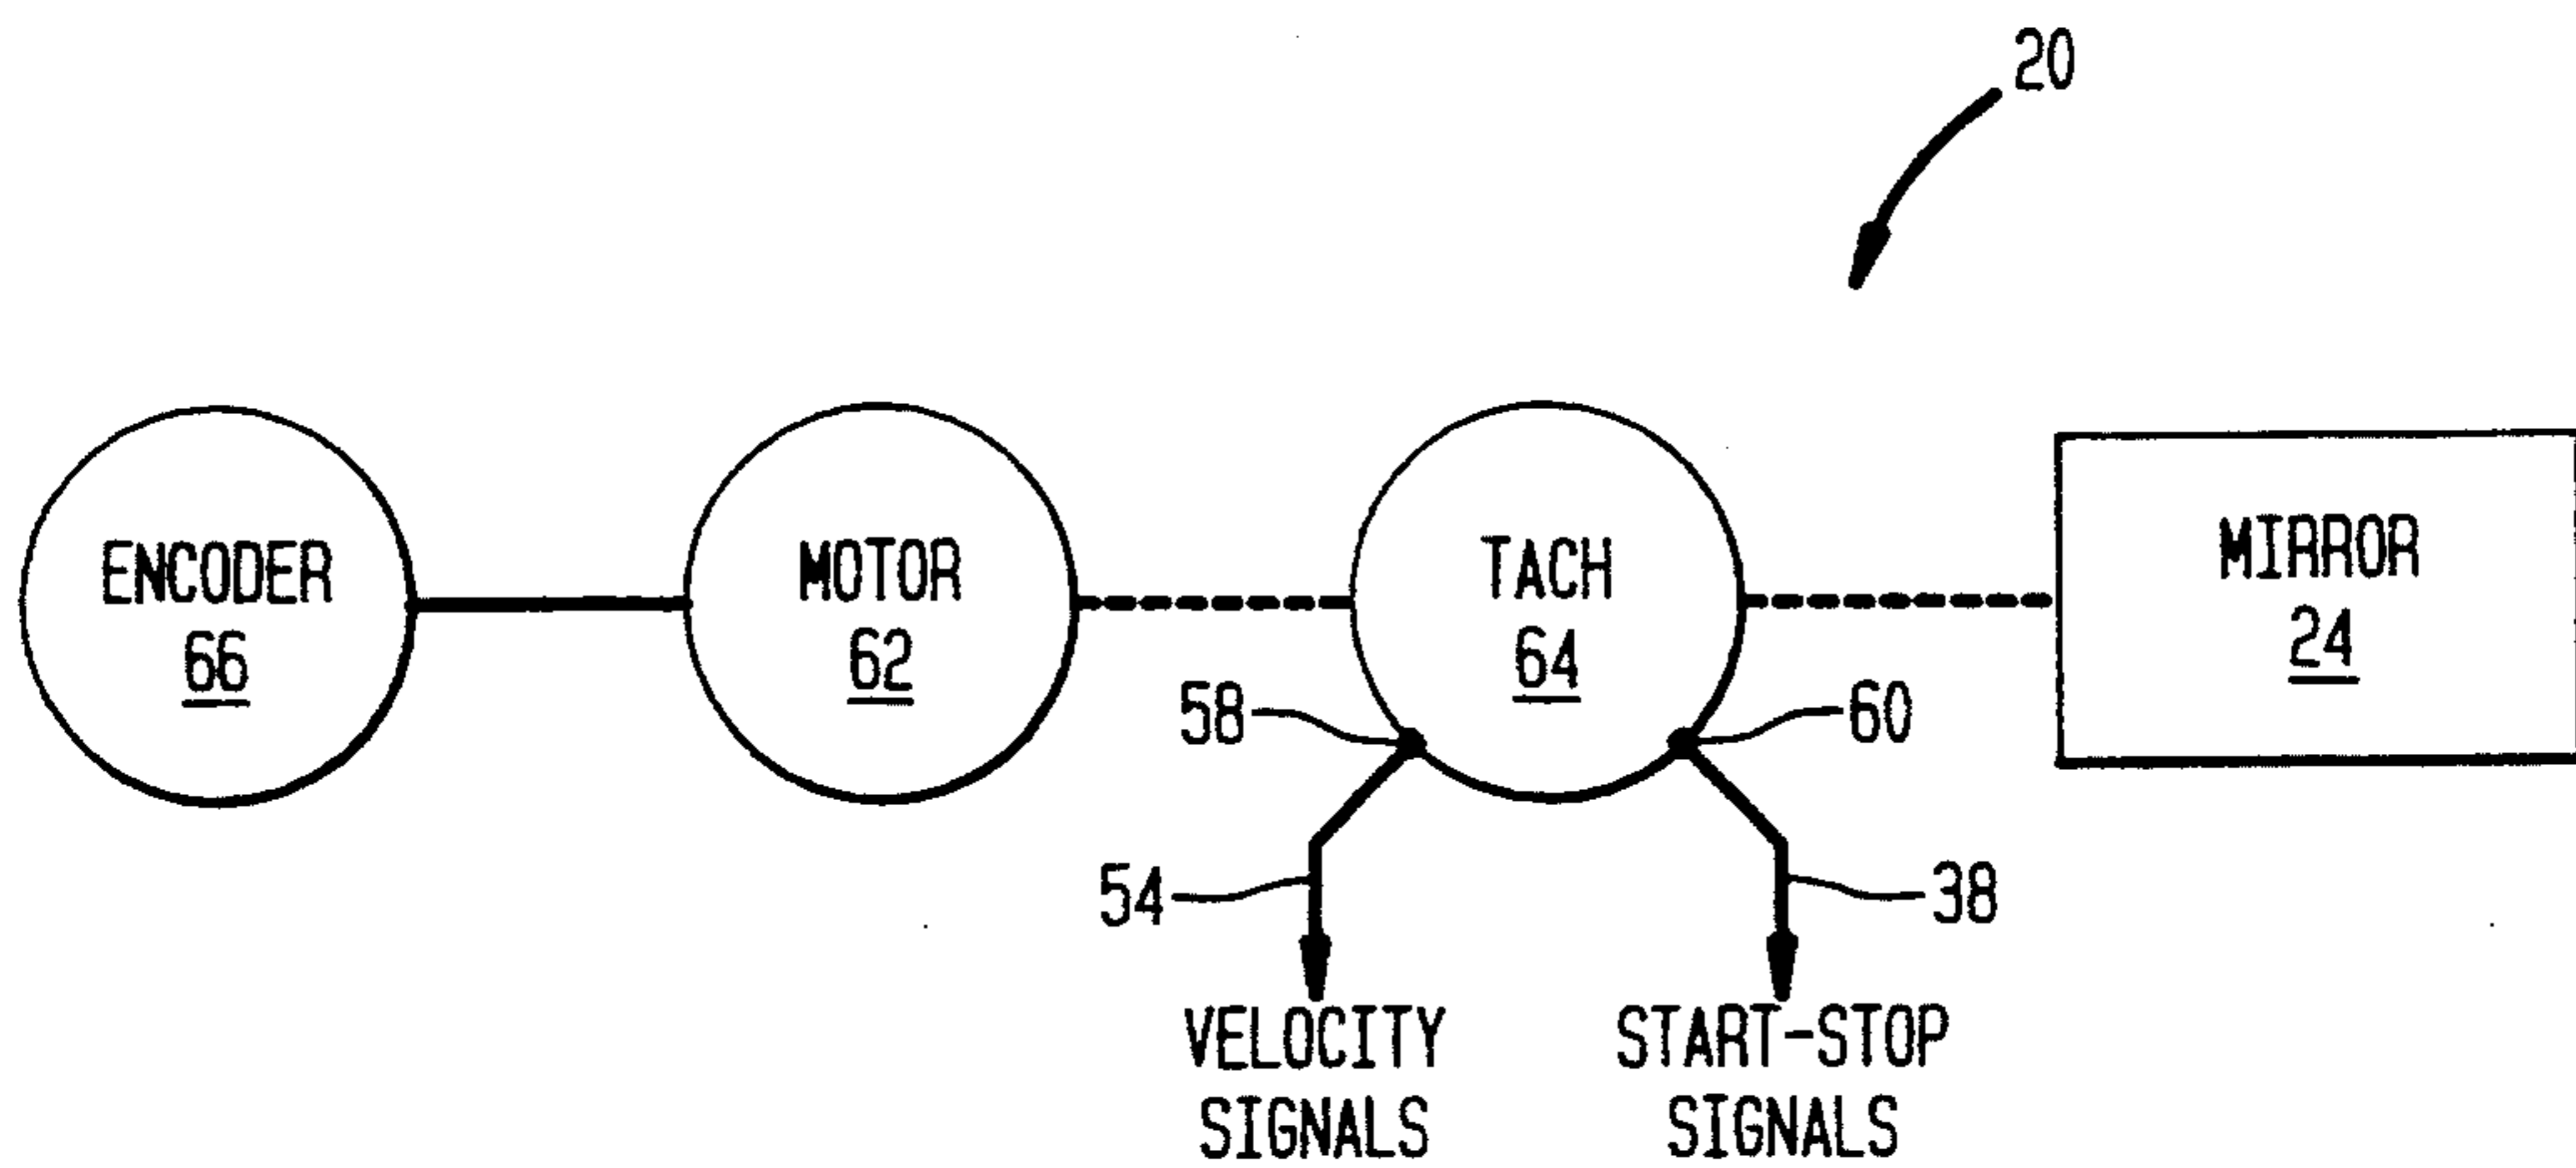 20
ENCODER
66
MOTOR
62
TACH
64
MIRROR
24
58
60
54
38
VELOCITY
SIGNALS
START-STOP
SIGNALS